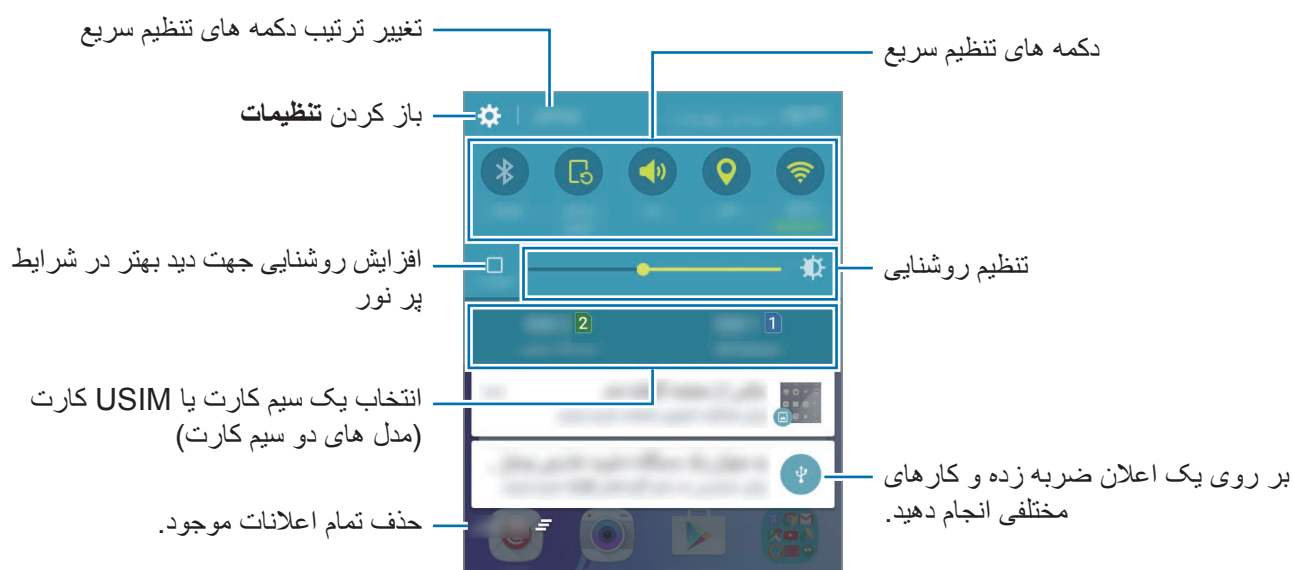 تغییر ترتیب دکمه های تنظیم سریع
دکمه های تنظیم سریع
باز کردن تنظیمات
افزایش روشنایی جهت دید بهتر در شرایط
پر نور
تنظیم روشنایی
2
1
انتخاب یک سیم کارت یا USIM کارت
(مدل های دو سیم کارت)
بر روی یک اعلان ضربه زده و کارهای
مختلفی انجام دهید.
حذف تمام اعلانات موجود.